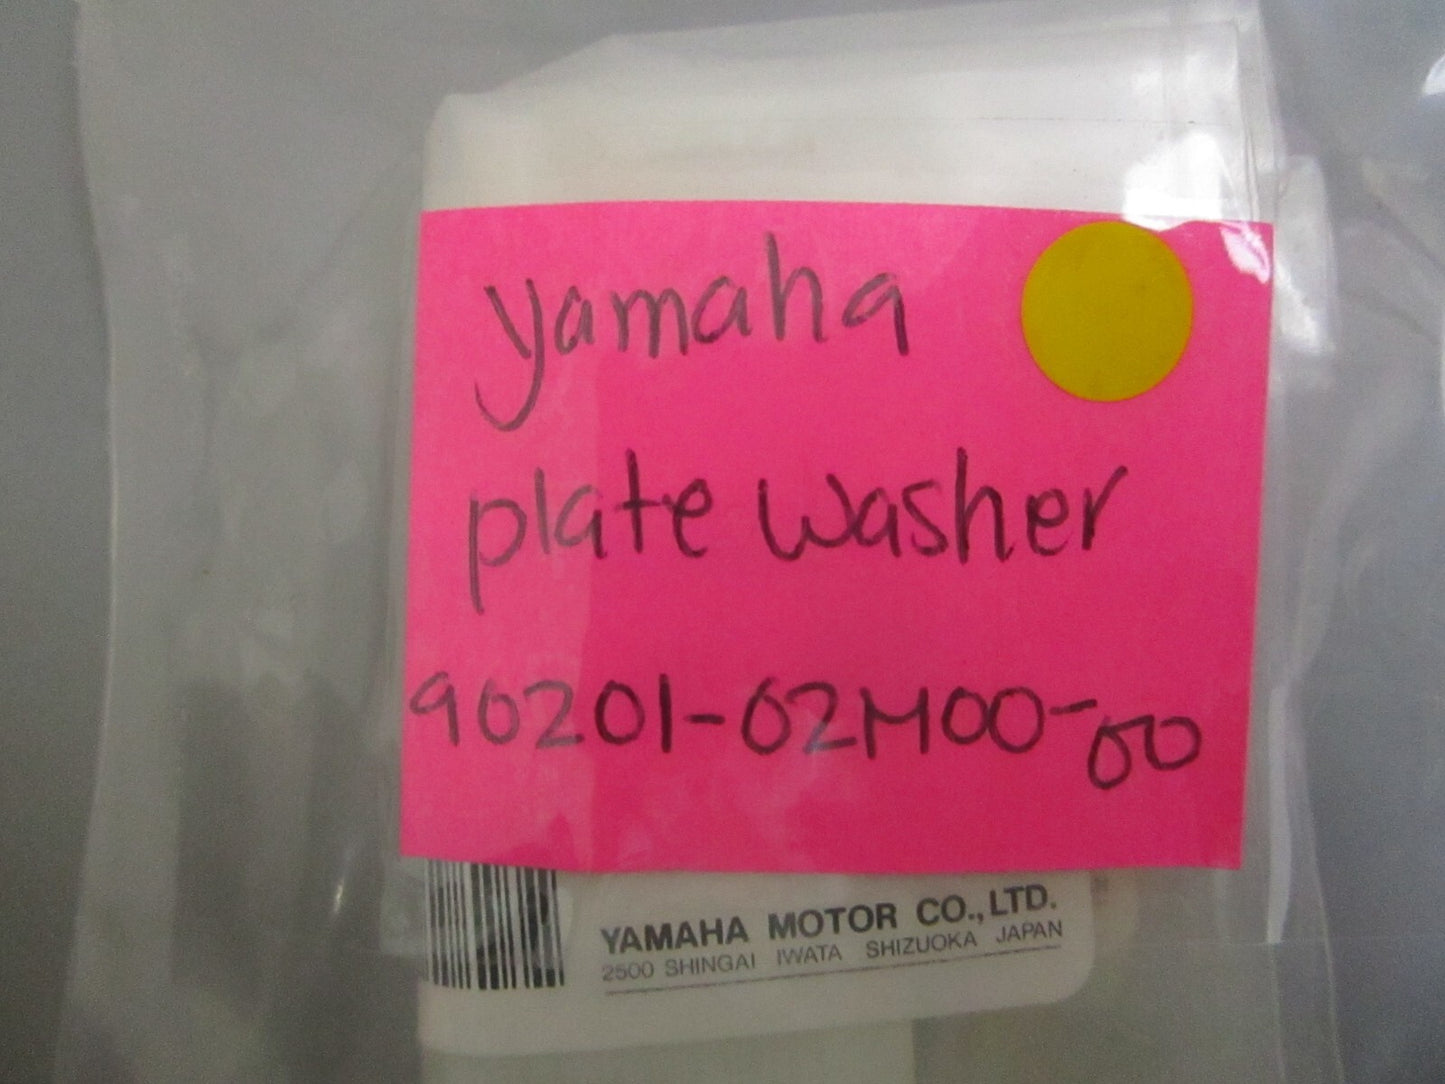 yamaha
plate washer
90201-02M00-00
YAMAHA MOTOR CO., LTD.
2500 SHINGAI IWATA SHIZUOKA JAPAN